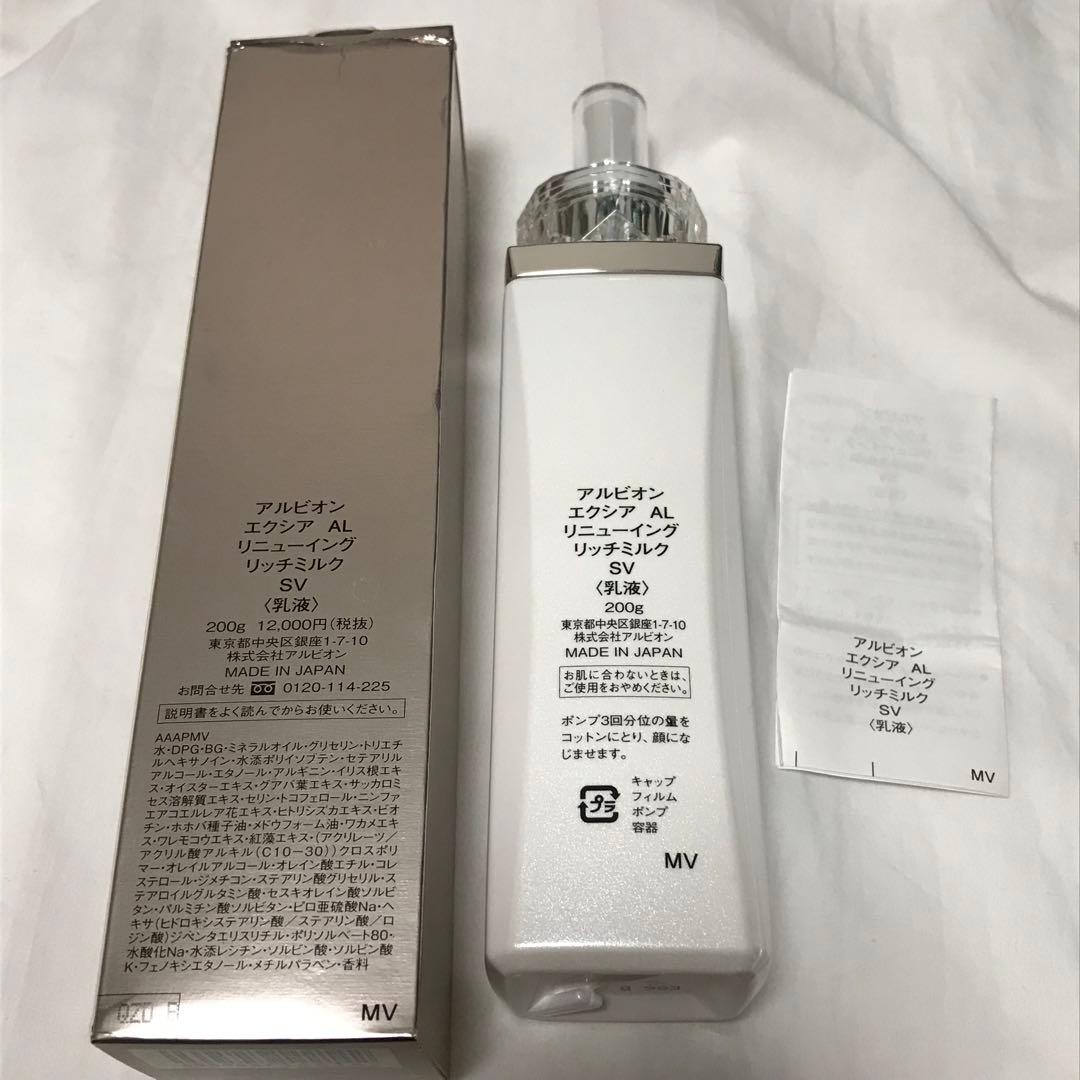 アルビオン
エクシア AL
リニューイング
リッチミルク
SV
〈乳液〉
200g 12,000円(税抜)
東京都中央区銀座1-7-10
株式会社アルビオン
MADE IN JAPAN
お問合せ先 0120-114-225
説明書をよく読んでからお使いください。
AAAPMV
水・DPG・BG・ミネラルオイル・グリセリン・トリエチ
ルヘキサノイン・水添ポリイソブテン・セテアリル
アルコール・エタノール・アルギニン・イリス根エキ
ス・オイスターエキス・グアバ葉エキス・サッカロミ
セス溶解質エキス・セリン・トコフェロール・ニンファ
エアコエルレア花エキス・ヒトリシズカエキス・ビオ
チン・ホホバ種子油・メドウフォーム油・ワカメエキ
ス・ワレモコウエキス・紅藻エキス・(アクリレーツ/
アクリル酸アルキル(C10-30))クロスポリ
マー・オレイルアルコール・オレイン酸エチル・コレ
ステロール・ジメチコン・ステアリン酸グリセリル・ス
テアロイルグルタミン酸・セスキオレイン酸ソルビ
タン・パルミチン酸ソルビタン・ピロ亜硫酸Na・ヘ
キサ(ヒドロキシステアリン酸/ステアリン酸/ロ
ジン酸)ジペンタエリスリチル・ポリソルベート80・
水酸化Na・水添レシチン・ソルビン酸・ソルビン酸
K・フェノキシエタノール・メチルパラベン・香料
MV
アルビオン
エクシア AL
リニューイング
リッチミルク
SV
〈乳液〉
200g
東京都中央区銀座1-7-10
株式会社アルビオン
MADE IN JAPAN
お肌に合わないときは、
ご使用をおやめください。
ポンプ3回分位の量を
コットンにとり、顔にな
じませます。
プラ
キャップ
フィルム
ポンプ
容器
MV
アルビオン
エクシア AL
リニューイング
リッチミルク
SV
〈乳液〉
MV